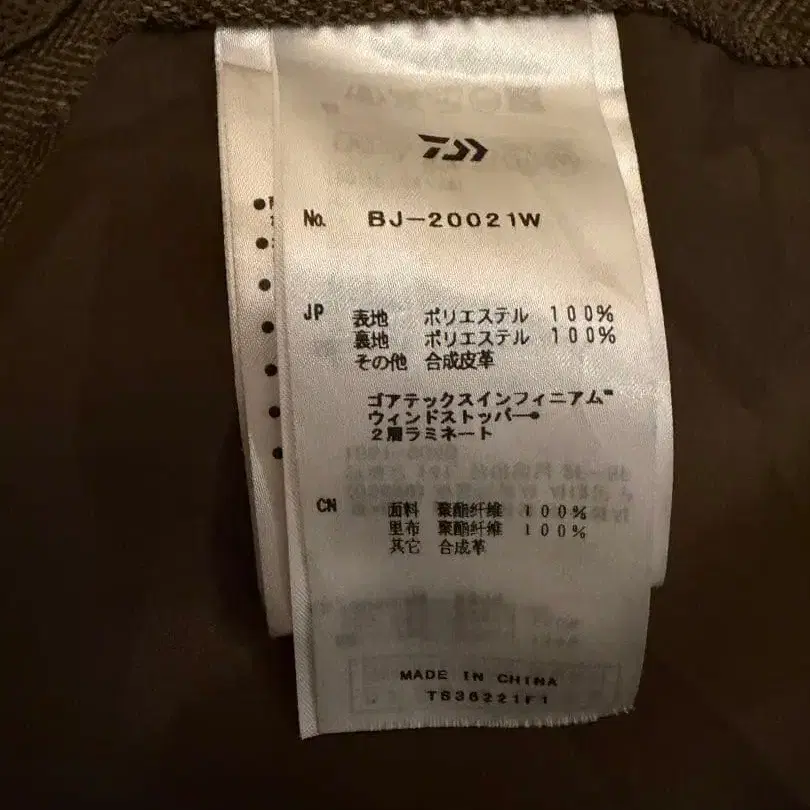 No. BJ-20021W
JP 表地 ポリエステル 100%
裏地 ポリエステル 100%
その他 合成皮革
ゴアテックスインフィニアム™
ウィンドストッパー®
2層ラミネート
CN 面料 聚酯纤维 100%
里布 聚酯纤维 100%
其它 合成革
MADE IN CHINA
TS36221F1